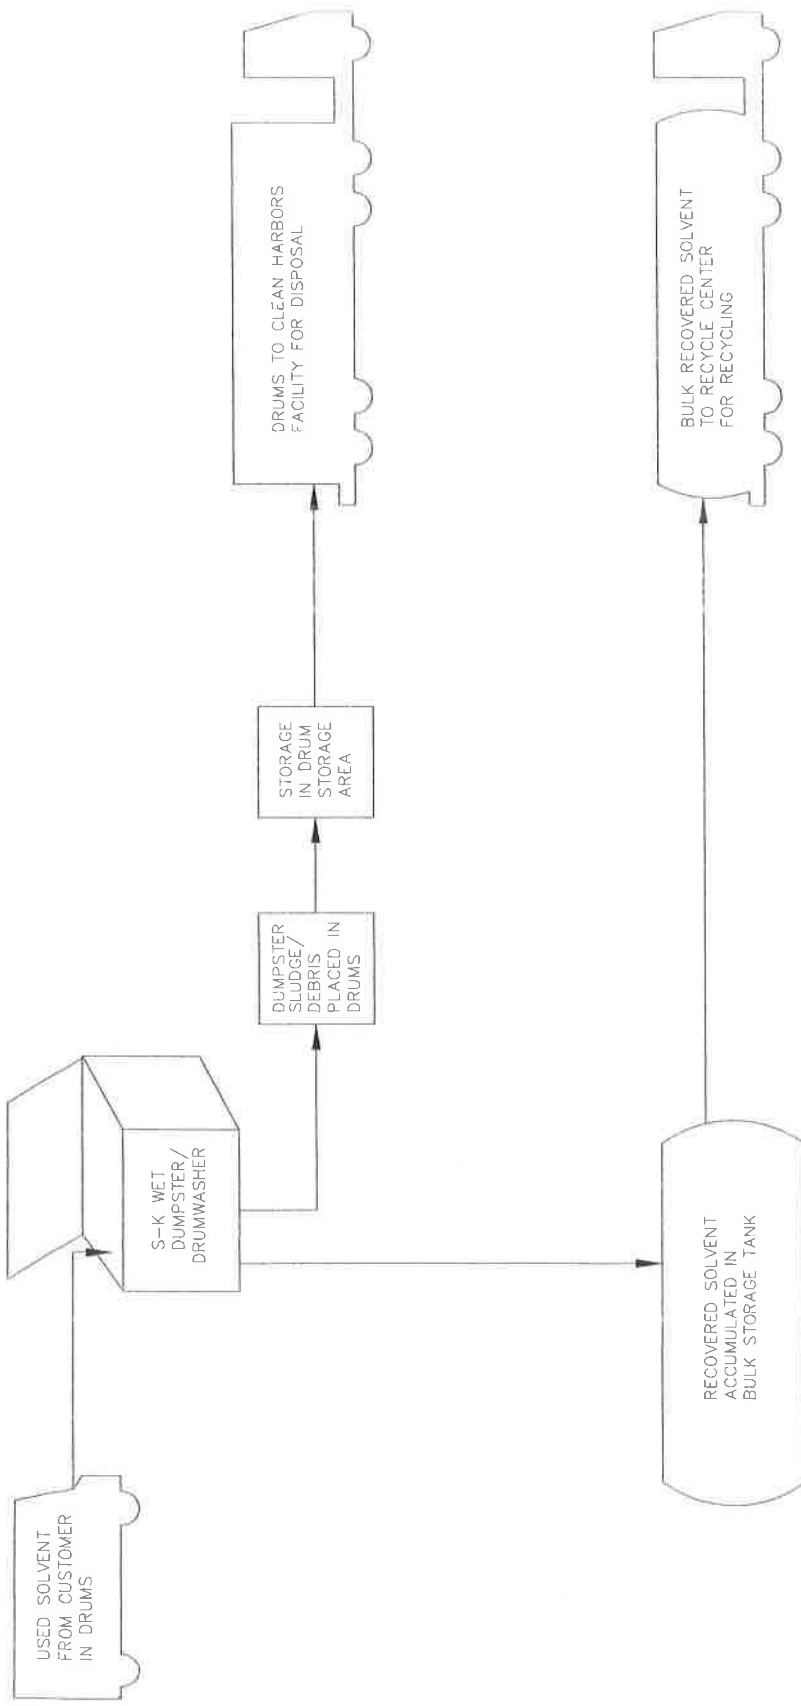 USED SOLVENT
FROM CUSTOMER
IN DRUMS
S-K WET
DUMPSTER/
DRUMWASHER
DUMPSTER
SLUDGE/
DEBRIS
PLACED IN
DRUMS
STORAGE
IN DRUM
STORAGE
AREA
DRUMS TO CLEAN HARBORS
FACILITY FOR DISPOSAL
RECOVERED SOLVENT
ACCUMULATED IN
BULK STORAGE TANK
BULK RECOVERED SOLVENT
TO RECYCLE CENTER
FOR RECYCLING